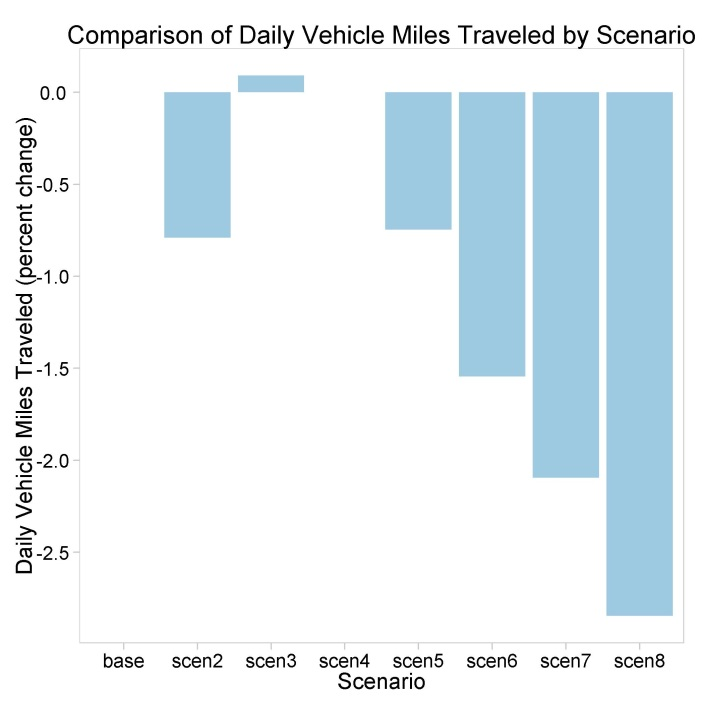 Comparison of Daily Vehicle Miles Traveled by Scenario
Daily Vehicle Miles Traveled (percent change)
0.0
-0.5
-1.0
-1.5
-2.0
-2.5
base scen2 scen3 scen4 scen5 scen6 scen7 scen8
Scenario